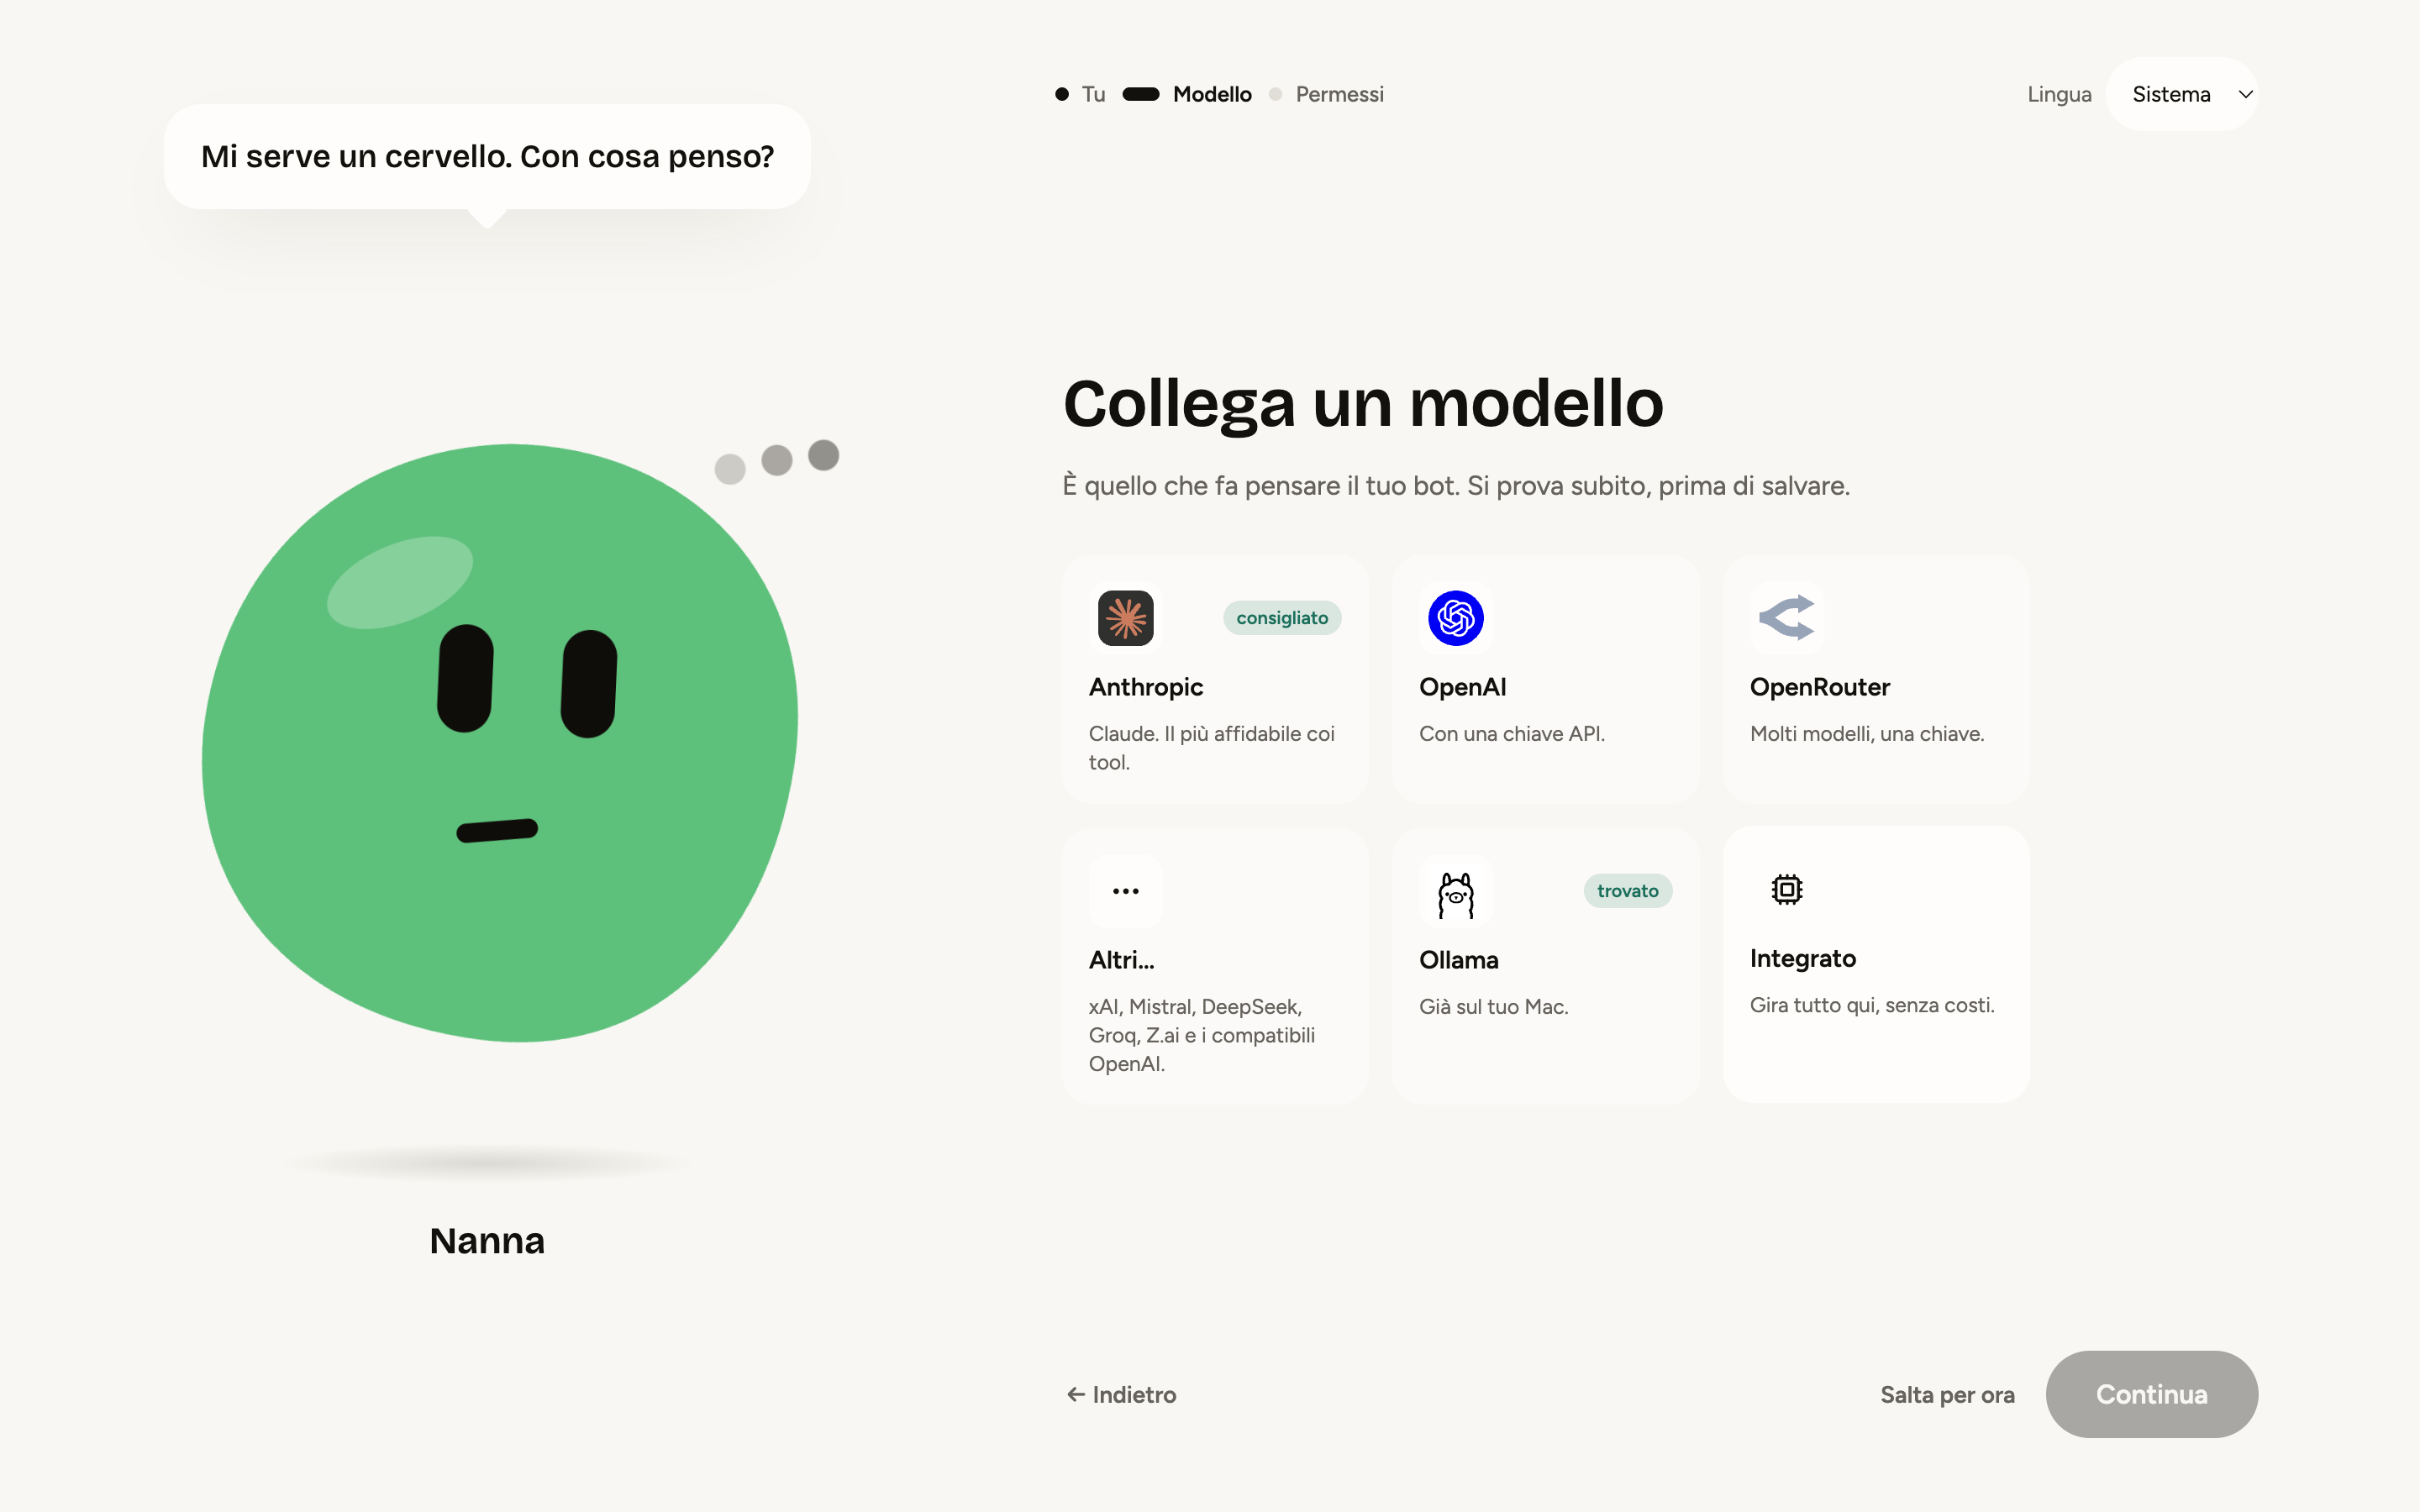 Mi serve un cervello. Con cosa penso?
Nanna
Tu Modello Permessi
Lingua Sistema
Collega un modello
È quello che fa pensare il tuo bot. Si prova subito, prima di salvare.
consigliato
Anthropic
Claude. Il più affidabile coi
tool.
OpenAI
Con una chiave API.
OpenRouter
Molti modelli, una chiave.
Altri...
xAI, Mistral, DeepSeek,
Groq, Z.ai e i compatibili
OpenAI.
trovato
Ollama
Già sul tuo Mac.
Integrato
Gira tutto qui, senza costi.
← Indietro
Salta per ora
Continua